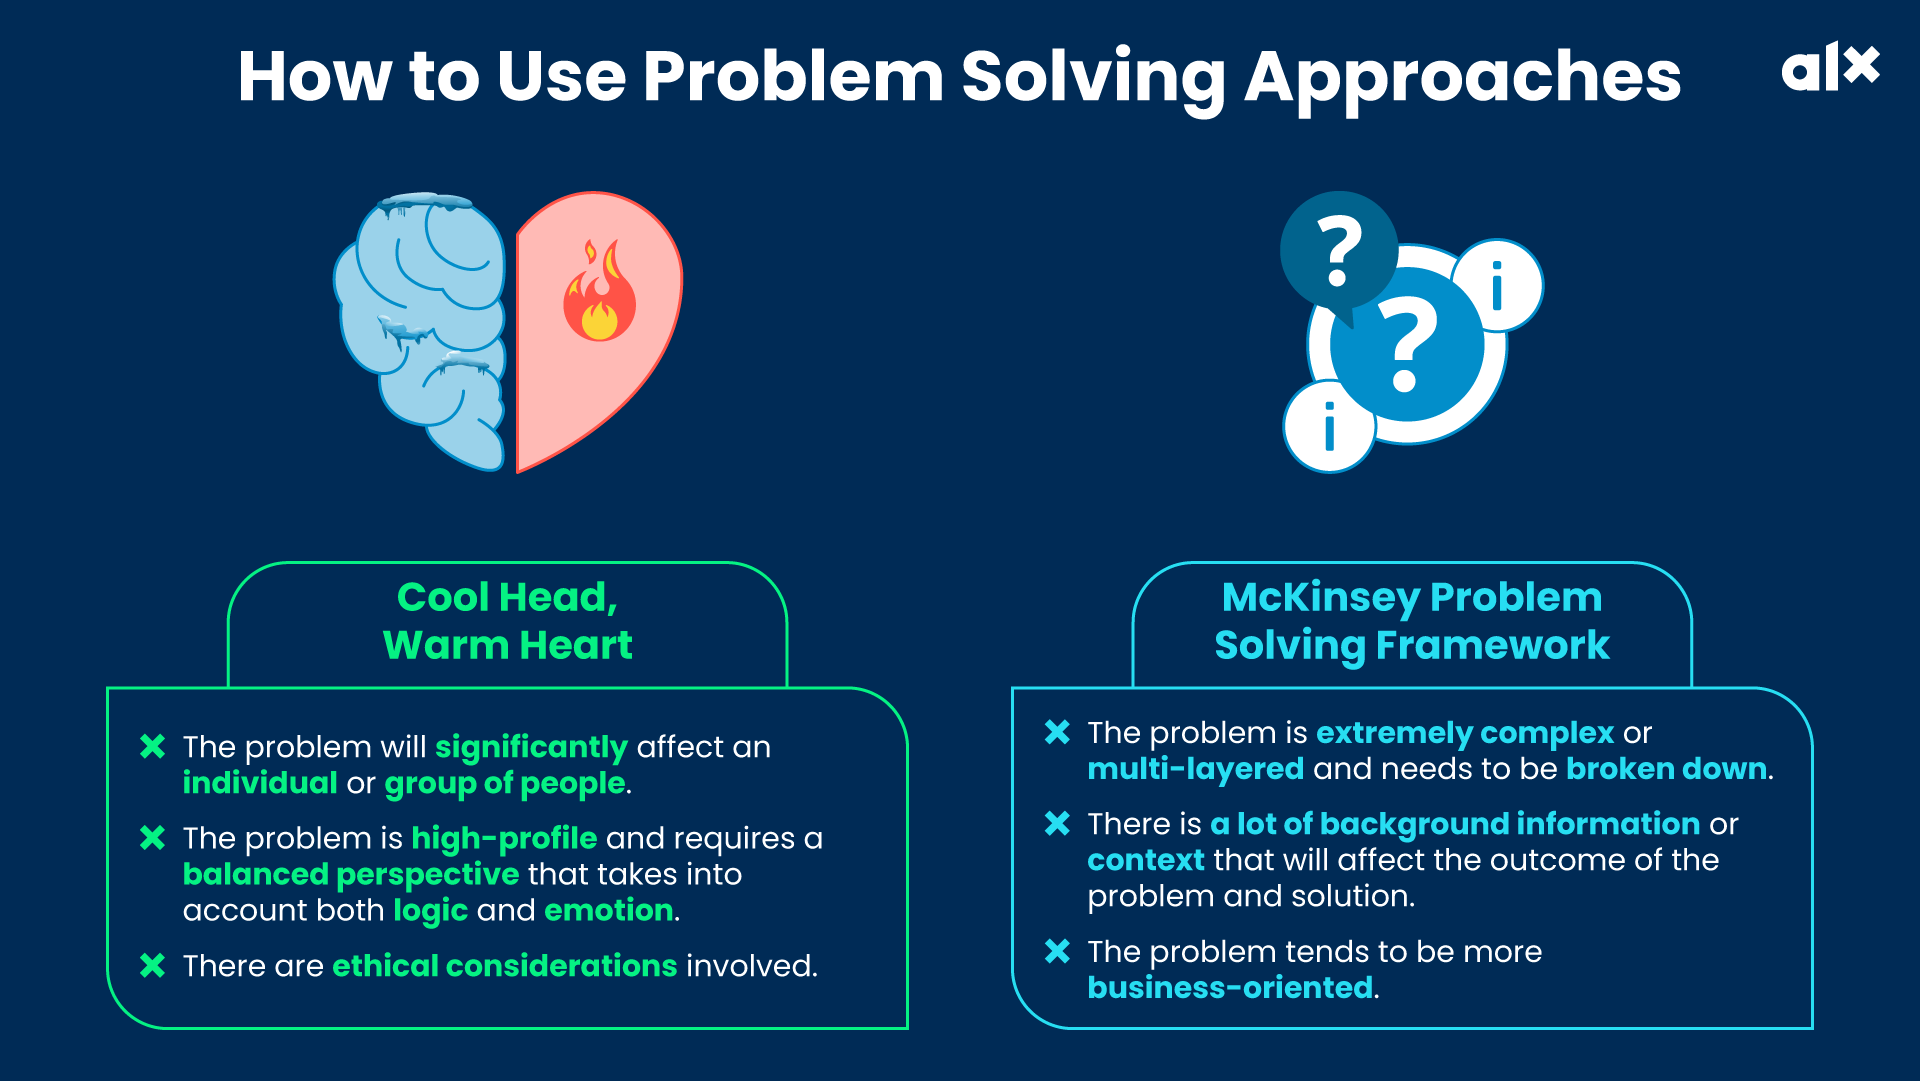 How to Use Problem Solving Approaches
alx
?
?
i
i
Cool Head,
Warm Heart
The problem will significantly affect an
individual or group of people.
The problem is high-profile and requires a
balanced perspective that takes into
account both logic and emotion.
There are ethical considerations involved.
McKinsey Problem
Solving Framework
The problem is extremely complex or
multi-layered and needs to be broken down.
There is a lot of background information or
context that will affect the outcome of the
problem and solution.
The problem tends to be more
business-oriented.